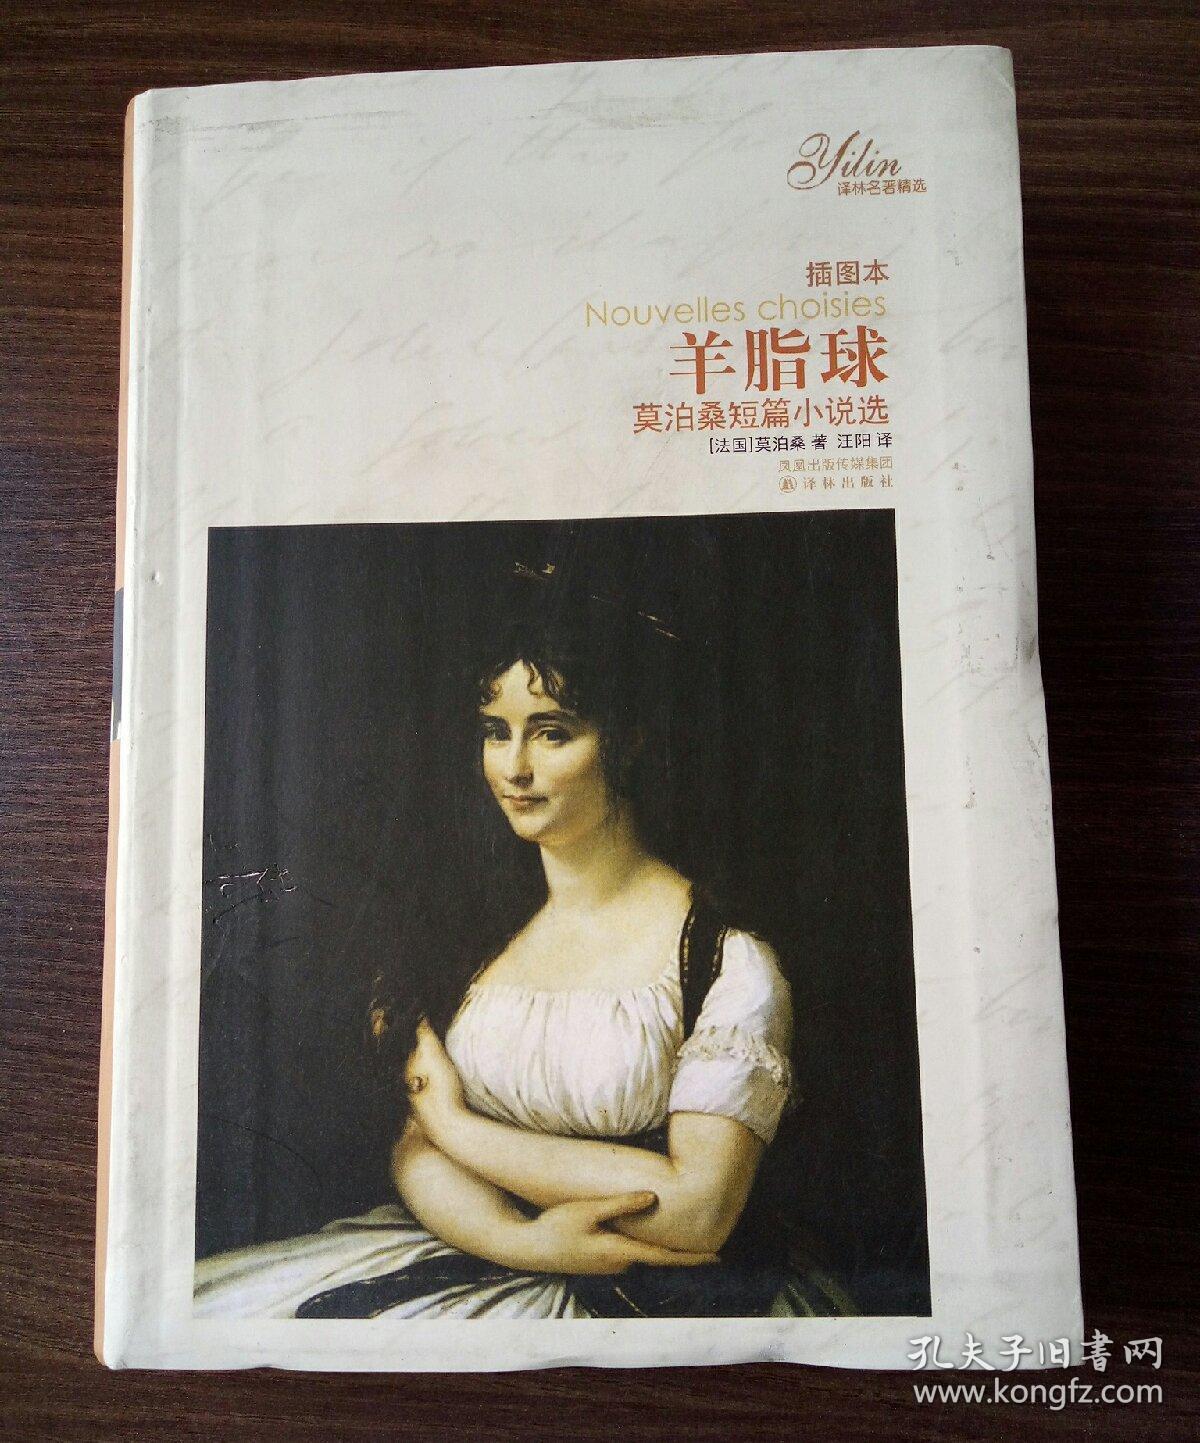 Yilin
译林名著精选
插图本
Nouvelles choisies
羊脂球
莫泊桑短篇小说选
[法国]莫泊桑 著 汪阳 译
凤凰出版传媒集团
译林出版社
孔夫子旧书网
www.kongfz.com